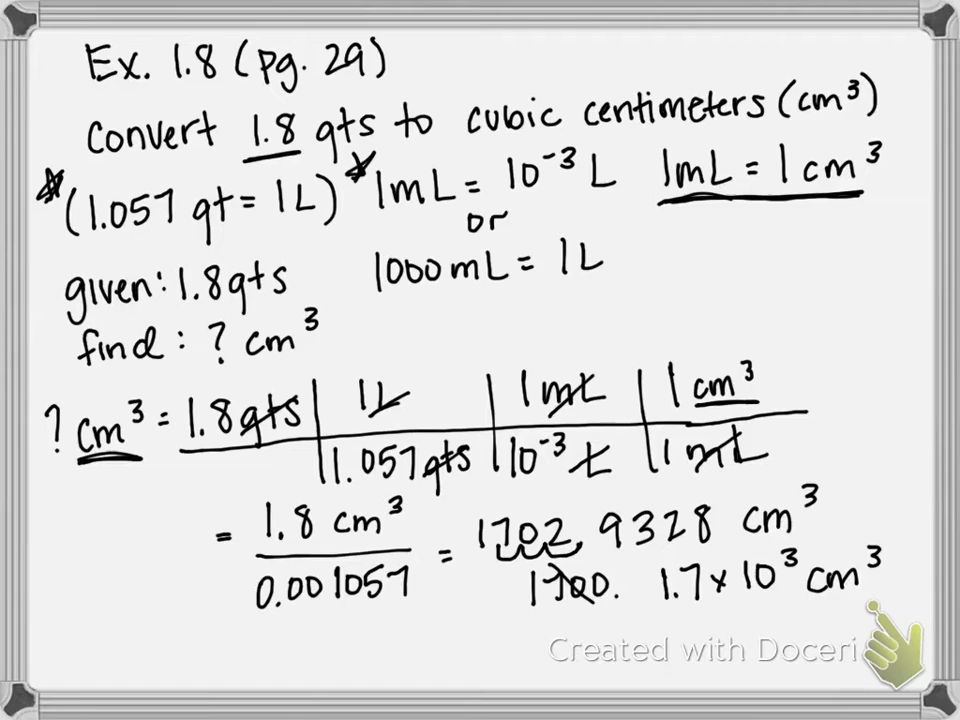 Ex. 1.8 (pg. 29)
Convert 1.8 qts to cubic centimeters (cm³)
* (1.057 qt = 1L) * 1mL = 10⁻³ L 1mL = 1 cm³
or
given: 1.8 qts 1000 mL = 1L
find: ? cm³
? cm³ = 1.8 qts | 1L | 1 mL | 1 cm³
| 1.057 qts | 10⁻³ L | 1 mL
= 1.8 cm³ = 1702.9328 cm³
0.001057 1700. 1.7 x 10³ cm³
Created with Doceri